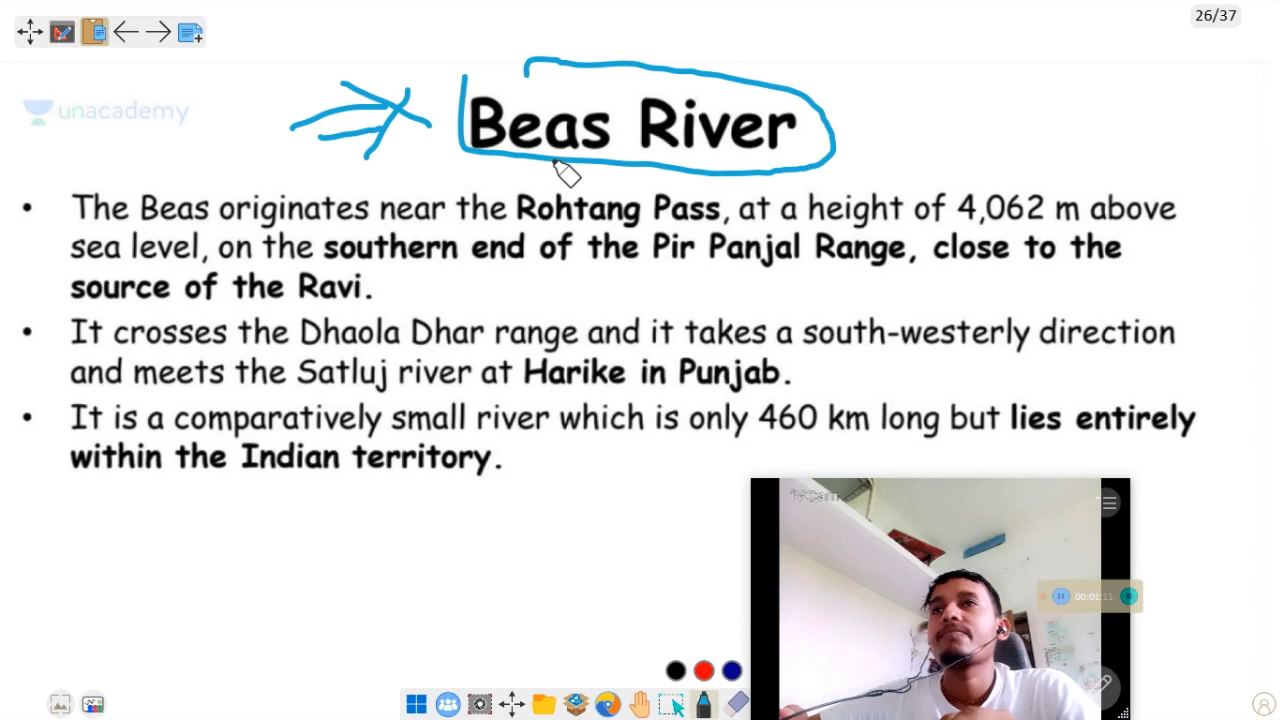 26/37
unacademy
Beas River
• The Beas originates near the Rohtang Pass, at a height of 4,062 m above
sea level, on the southern end of the Pir Panjal Range, close to the
source of the Ravi.
• It crosses the Dhaola Dhar range and it takes a south-westerly direction
and meets the Satluj river at Harike in Punjab.
• It is a comparatively small river which is only 460 km long but lies entirely
within the Indian territory.
00:01:11